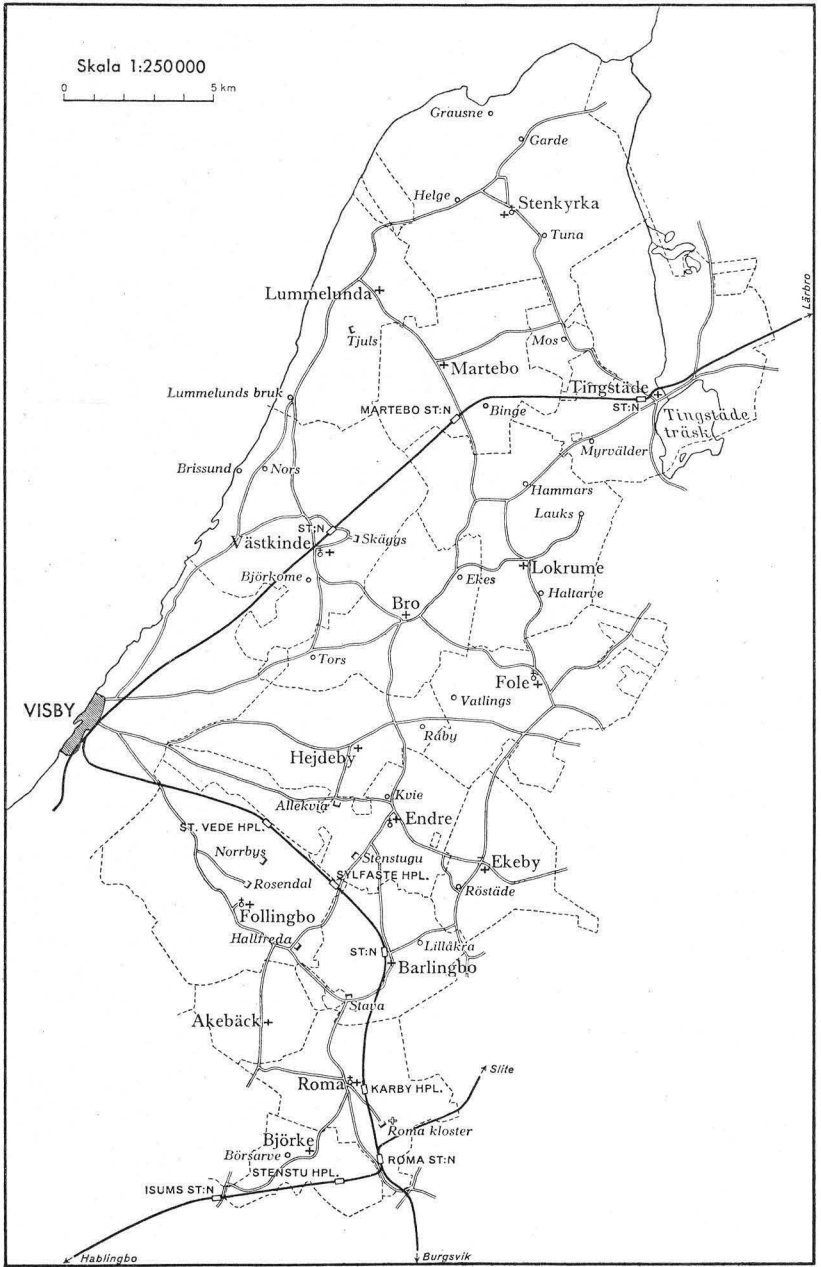 Skala 1:250000
0 5 km
Grausne
Garde
Helge
Stenkyrka
Tuna
Lummelunda
Lärbro
Tjuls
Mos
Martebo
Tingstäde
Lummelunds bruk
MARTEBO ST:N
Binge
ST:N
Tingstäde
träsk
Myrvälder
Brissund
Nors
Hammars
Lauks
ST:N
Västkinde
Skäggs
Lokrume
Björkome
Ekes
Haltarve
Bro
Tors
Fole
Vatlings
VISBY
Råby
Hejdeby
Kvie
Allekvia
Endre
ST. VEDE HPL.
Norrbys
Stenstugu
Ekeby
SYLFASTE HPL.
Rosendal
Röstäde
Follingbo
Hallfreda
Lillåkra
ST:N
Barlingbo
Stava
Akebäck
Slite
Roma
KARBY HPL.
Roma kloster
Björke
Börsarve
ROMA ST:N
STENSTU HPL.
ISUMS ST:N
Hablingbo
Burgsvik